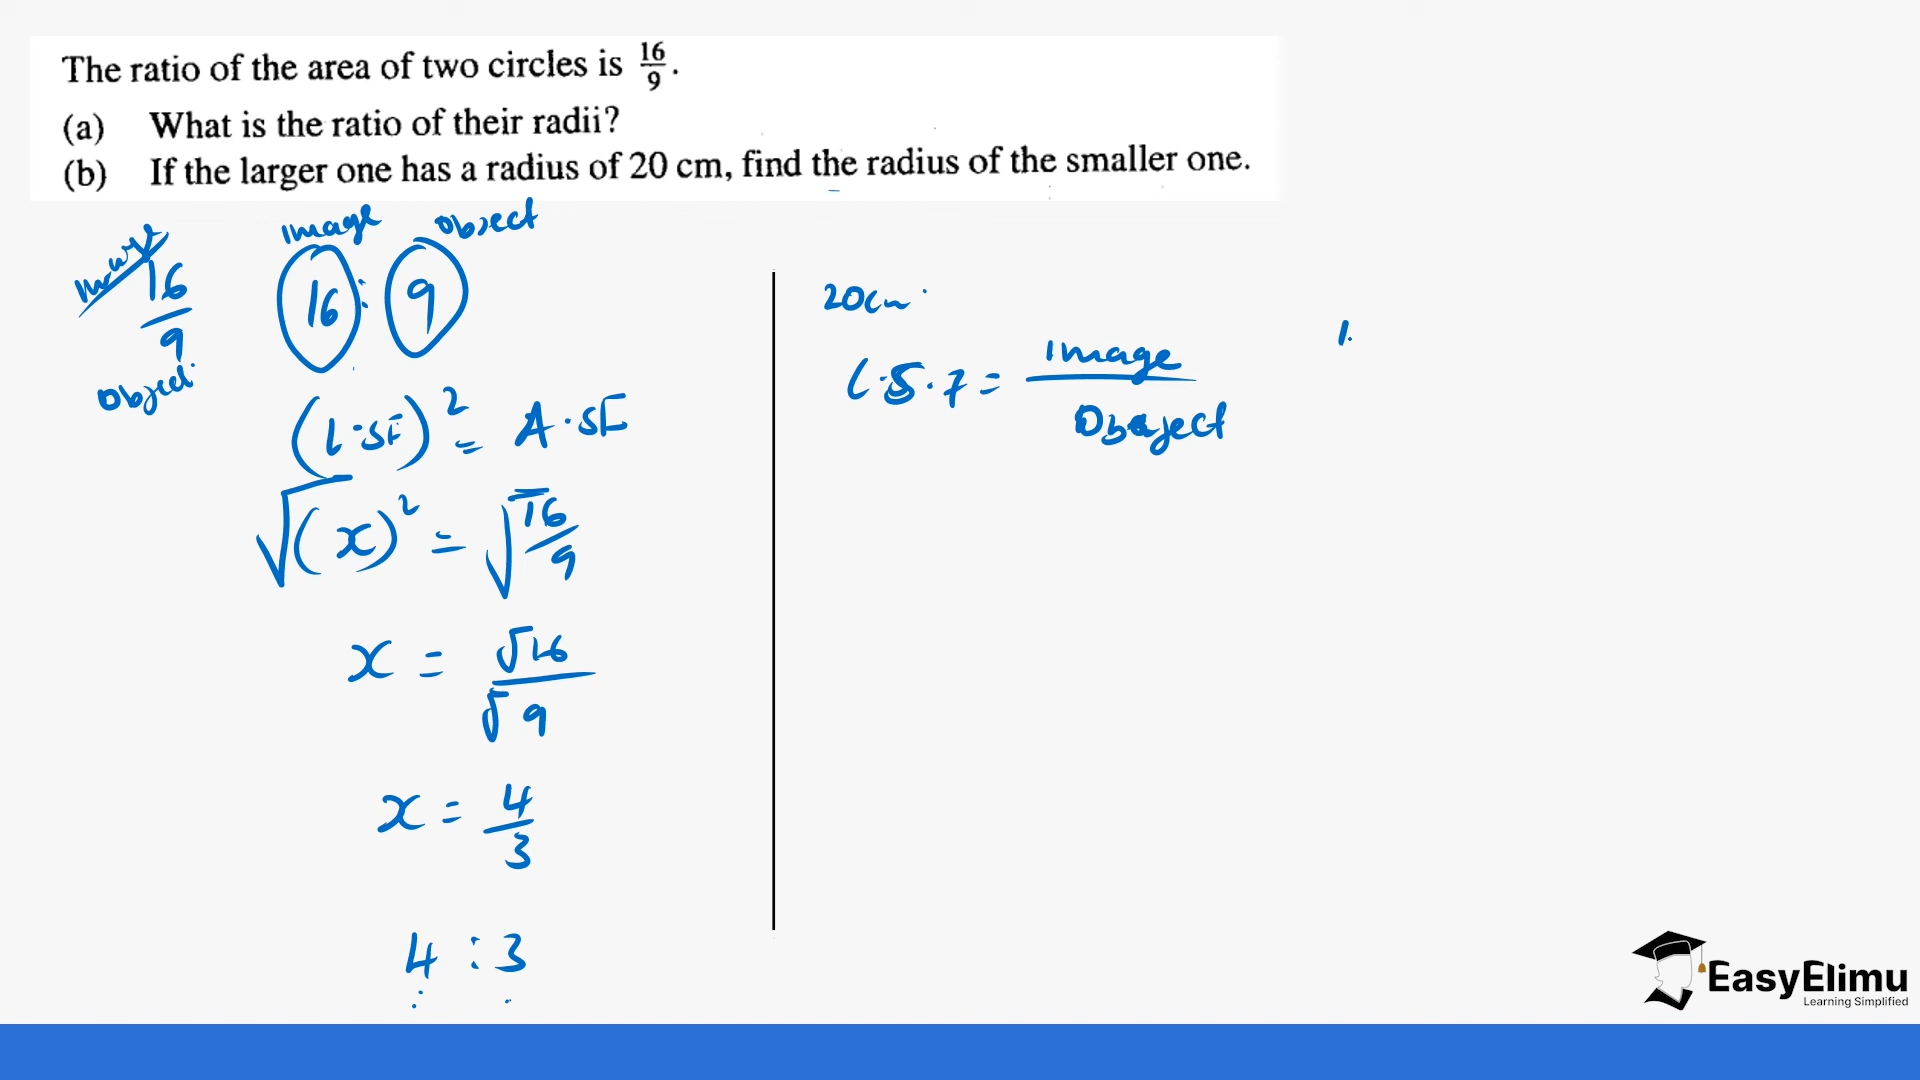 The ratio of the area of two circles is 16/9.
(a) What is the ratio of their radii?
(b) If the larger one has a radius of 20 cm, find the radius of the smaller one.
Image Object
16/9
16 : 9
Object
(L.SF)² = A.SF
√(x)² = √16/9
x = √16/√9
x = 4/3
4 : 3
20cm
L.S.F = Image/Object
EasyElimu
Learning Simplified